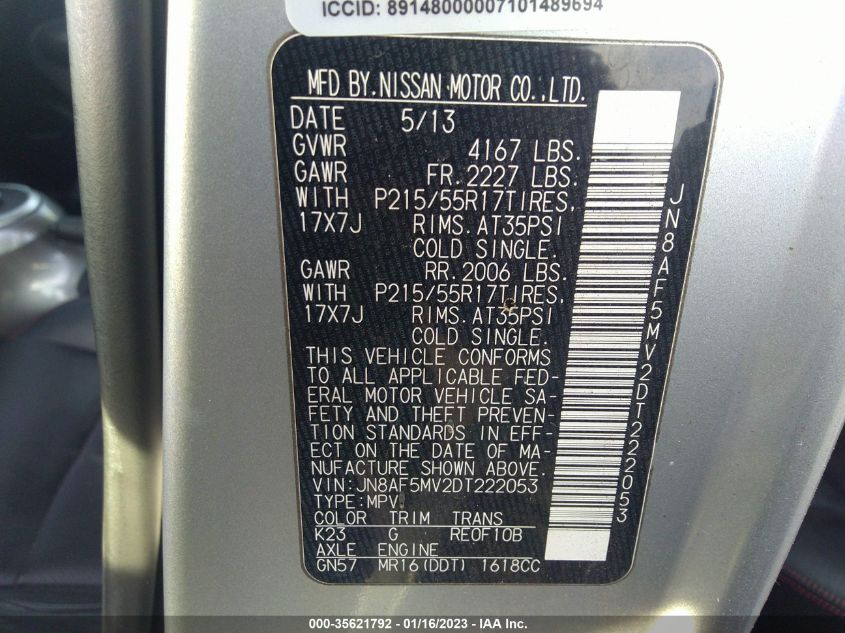 ICCID: 89148000007101489694
MFD BY.NISSAN MOTOR CO.,LTD.
DATE 5/13
GVWR 4167 LBS.
GAWR FR.2227 LBS.
WITH P215/55R17TIRES,
17X7J RIMS.AT35PSI
COLD SINGLE.
GAWR RR.2006 LBS.
WITH P215/55R17TIRES,
17X7J RIMS.AT35PSI
COLD SINGLE.
THIS VEHICLE CONFORMS
TO ALL APPLICABLE FED-
ERAL MOTOR VEHICLE SA-
FETY AND THEFT PREVEN-
TION STANDARDS IN EFF-
ECT ON THE DATE OF MA-
NUFACTURE SHOWN ABOVE.
VIN:JN8AF5MV2DT222053
TYPE:MPV
COLOR TRIM TRANS
K23 G RE0F10B
AXLE ENGINE
GN57 MR16(DDT) 1618CC
JN8AF5MV2DT222053
000-35621792 - 01/16/2023 - IAA Inc.